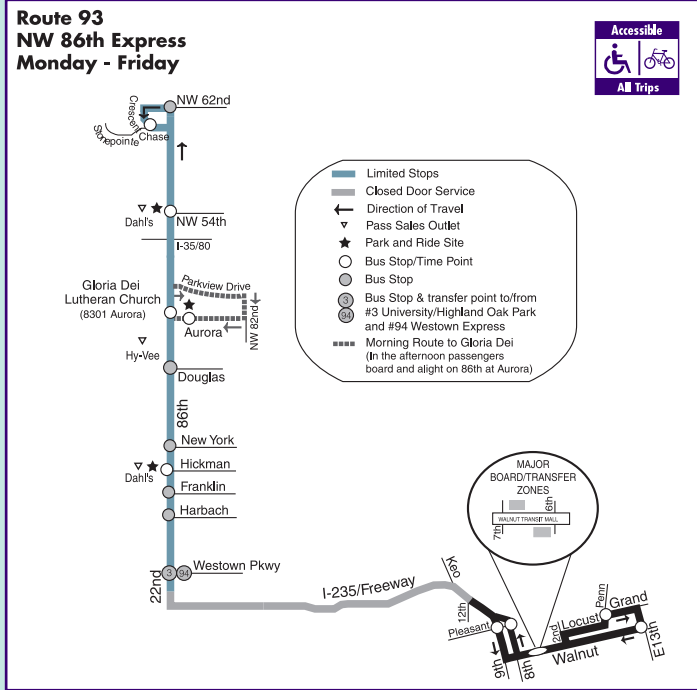 Route 93
NW 86th Express
Monday - Friday
Accessible
All Trips
NW 62nd
Crescent
Chase
Stonepointe
Dahl's
NW 54th
I-35/80
Gloria Dei
Lutheran Church
(8301 Aurora)
Parkview Drive
NW 82nd
Aurora
Hy-Vee
Douglas
86th
New York
Hickman
Dahl's
Franklin
Harbach
3
94
Westown Pkwy
22nd
I-235/Freeway
Keo
12th
Pleasant
9th
8th
Walnut
2nd
Locust
Penn
Grand
E13th
Limited Stops
Closed Door Service
Direction of Travel
Pass Sales Outlet
Park and Ride Site
Bus Stop/Time Point
Bus Stop
3
94
Bus Stop & transfer point to/from
#3 University/Highland Oak Park
and #94 Westown Express
Morning Route to Gloria Dei
(In the afternoon passengers
board and alight on 86th at Aurora)
MAJOR
BOARD/TRANSFER
ZONES
7th
WALNUT TRANSIT MALL
6th